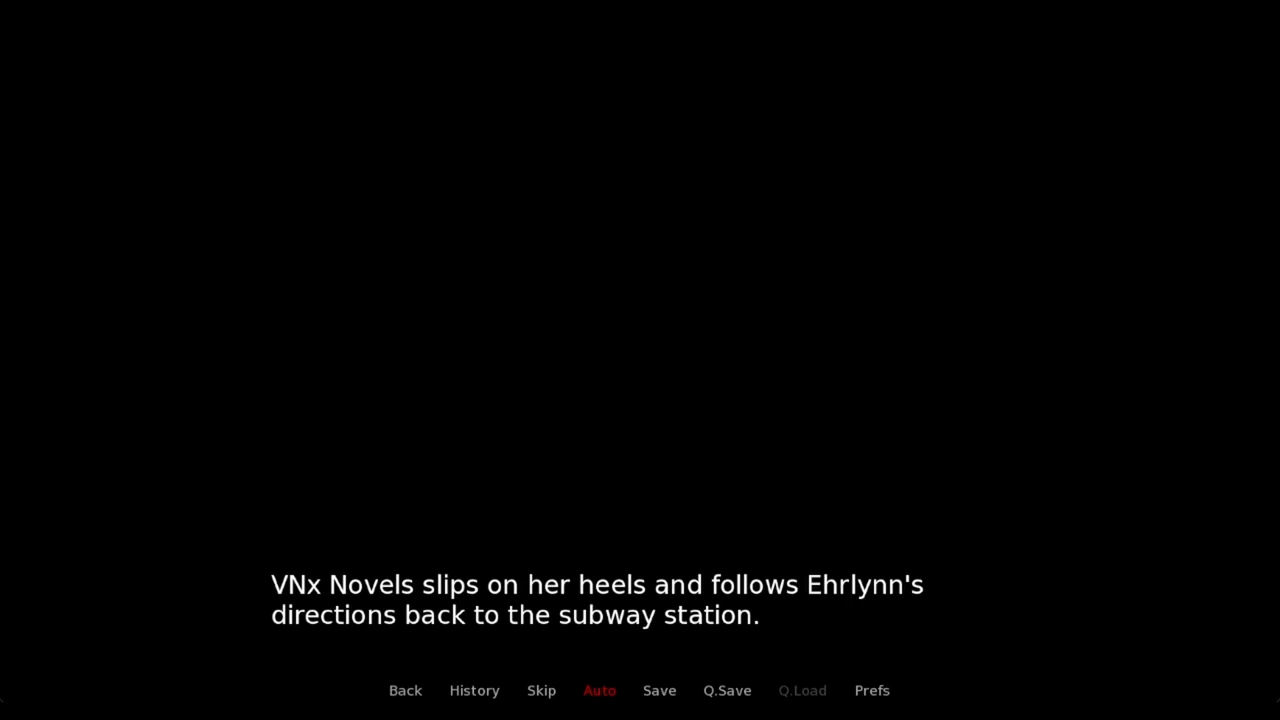 VNx Novels slips on her heels and follows Ehrlynn's
directions back to the subway station.
Back History Skip Auto Save Q.Save Q.Load Prefs